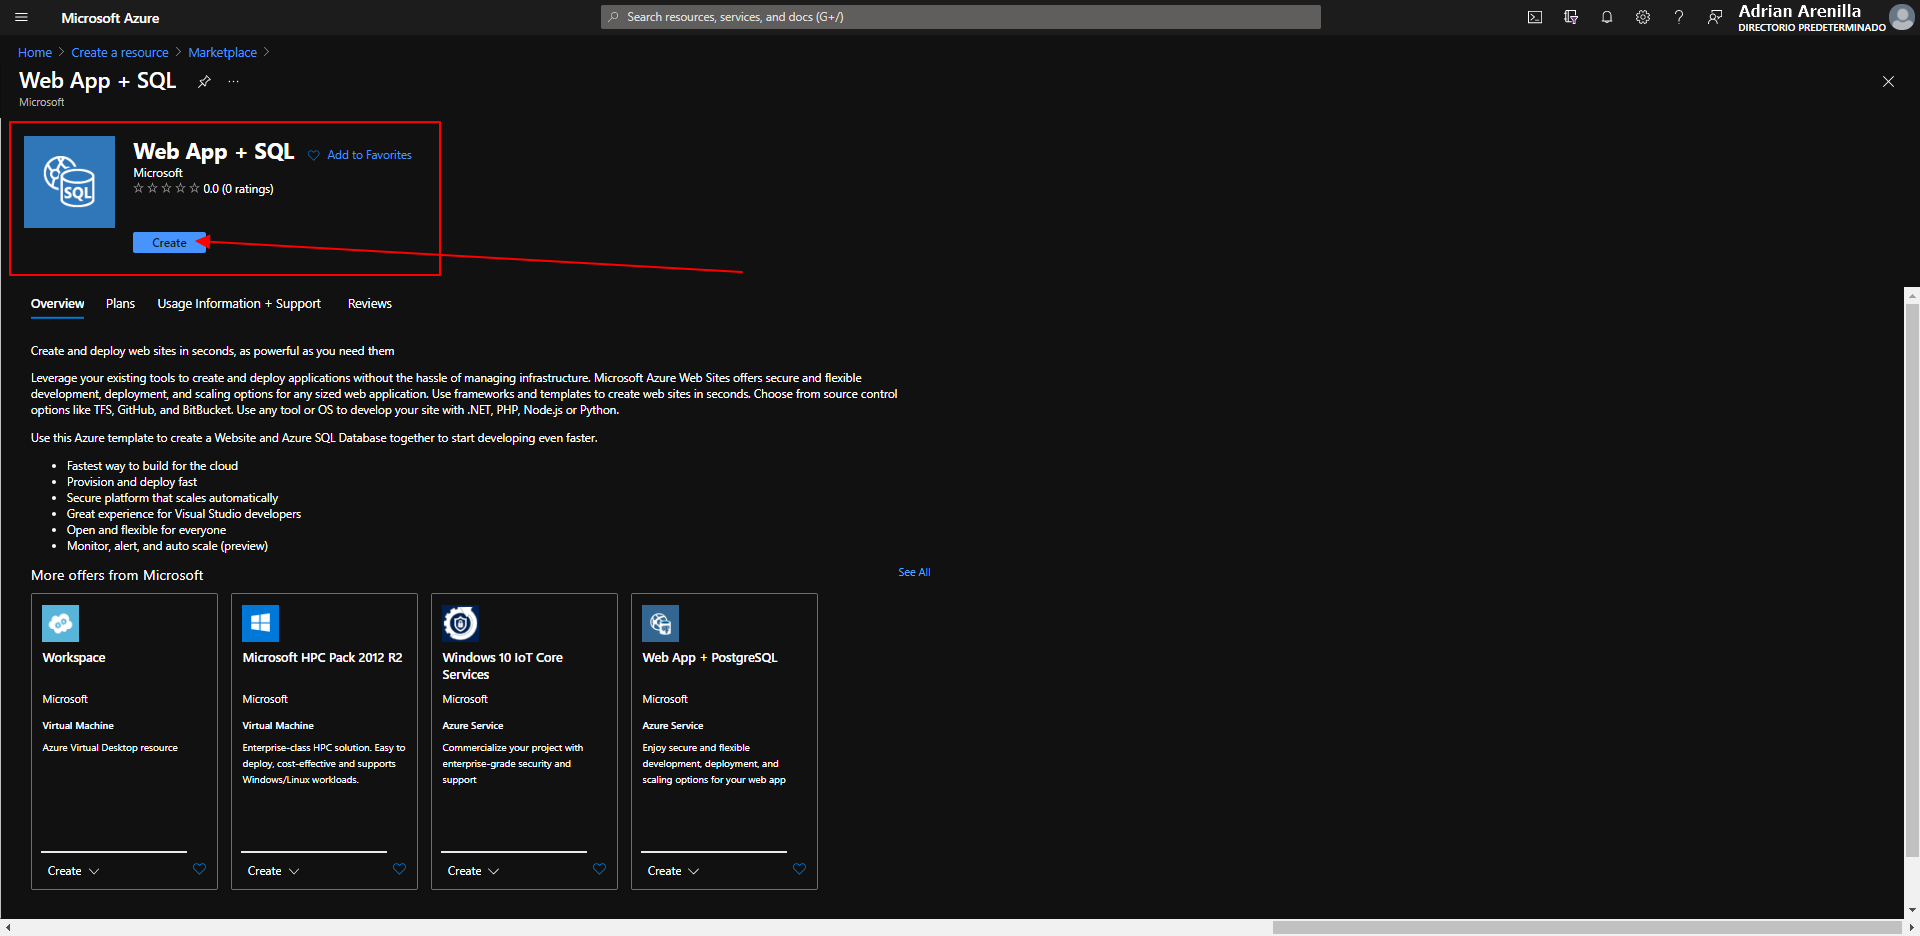 Microsoft Azure
Search resources, services, and docs (G+/)
Adrian Arenilla
DIRECTORIO PREDETERMINADO
Home > Create a resource > Marketplace >
Web App + SQL
Microsoft
SQL
Web App + SQL
Add to Favorites
Microsoft
0.0 (0 ratings)
Create
Overview Plans Usage Information + Support Reviews
Create and deploy web sites in seconds, as powerful as you need them
Leverage your existing tools to create and deploy applications without the hassle of managing infrastructure. Microsoft Azure Web Sites offers secure and flexible
development, deployment, and scaling options for any sized web application. Use frameworks and templates to create web sites in seconds. Choose from source control
options like TFS, GitHub, and BitBucket. Use any tool or OS to develop your site with .NET, PHP, Node.js or Python.
Use this Azure template to create a Website and Azure SQL Database together to start developing even faster.
• Fastest way to build for the cloud
• Provision and deploy fast
• Secure platform that scales automatically
• Great experience for Visual Studio developers
• Open and flexible for everyone
• Monitor, alert, and auto scale (preview)
More offers from Microsoft
See All
Workspace
Microsoft
Virtual Machine
Azure Virtual Desktop resource
Create
Microsoft HPC Pack 2012 R2
Microsoft
Virtual Machine
Enterprise-class HPC solution. Easy to
deploy, cost-effective and supports
Windows/Linux workloads.
Create
Windows 10 IoT Core
Services
Microsoft
Azure Service
Commercialize your project with
enterprise-grade security and
support
Create
Web App + PostgreSQL
Microsoft
Azure Service
Enjoy secure and flexible
development, deployment, and
scaling options for your web app
Create